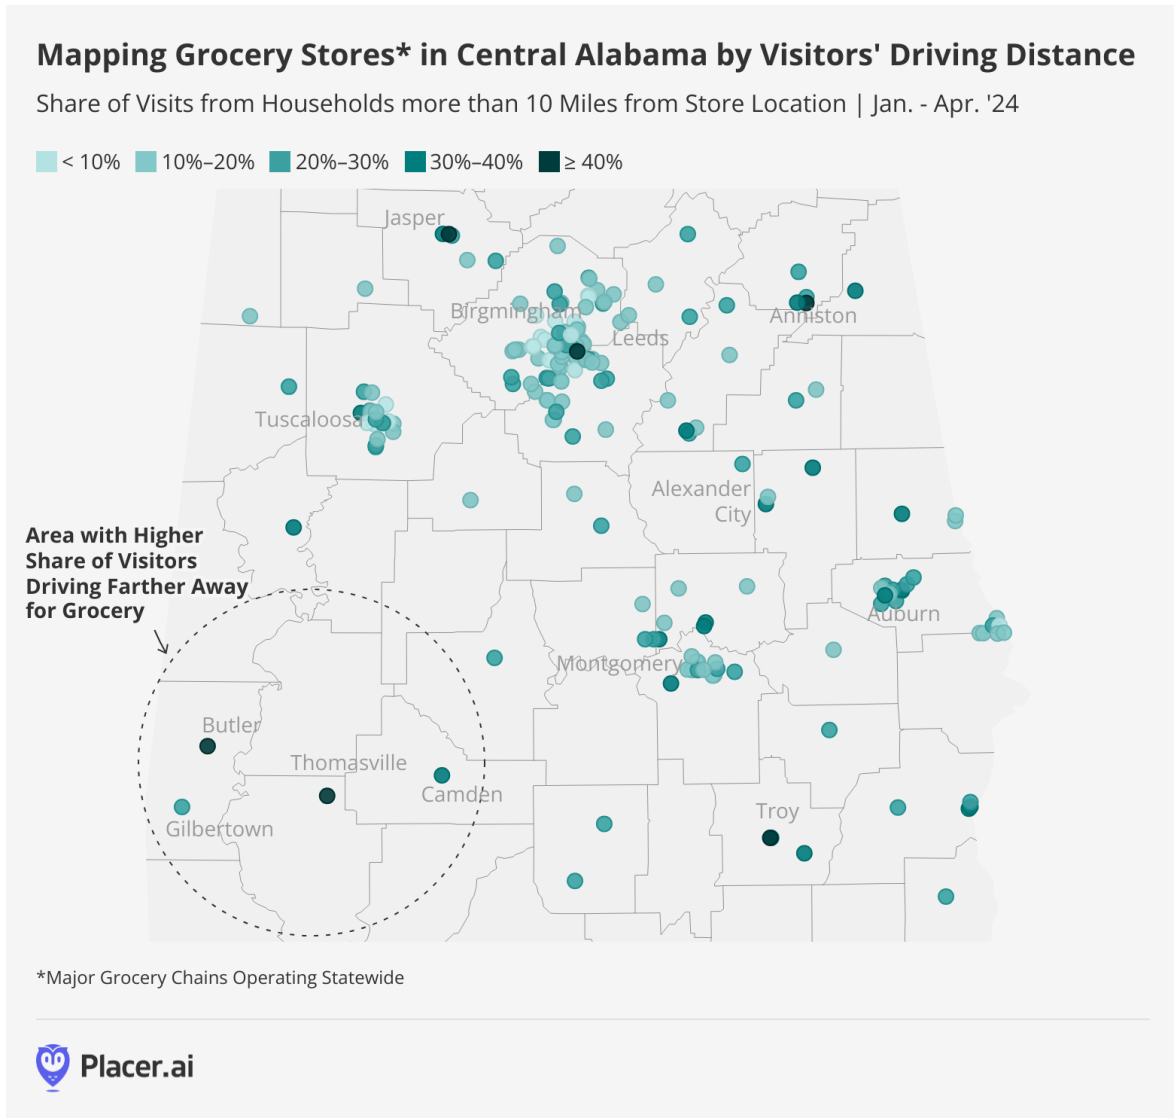 Mapping Grocery Stores* in Central Alabama by Visitors' Driving Distance
Share of Visits from Households more than 10 Miles from Store Location | Jan. - Apr. '24
< 10% 10%–20% 20%–30% 30%–40% ≥ 40%
Jasper
Birgmingham
Anniston
Leeds
Tuscaloosa
Alexander
City
Area with Higher
Share of Visitors
Driving Farther Away
for Grocery
Auburn
Montgomery
Butler
Thomasville
Camden
Gilbertown
Troy
*Major Grocery Chains Operating Statewide
Placer.ai